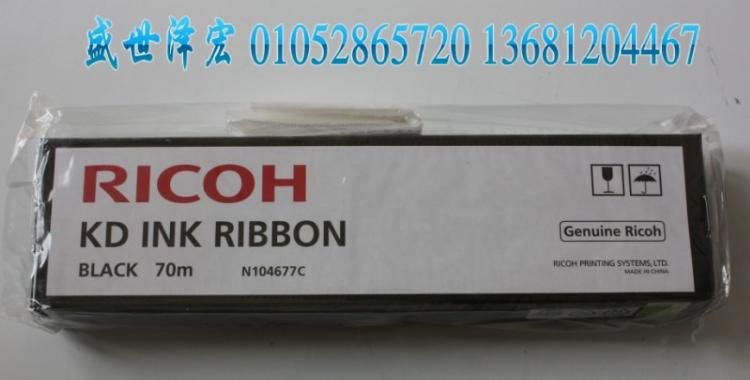 盛世泽宏 01052865720 13681204467
RICOH
KD INK RIBBON
BLACK 70m N104677C
Genuine Ricoh
RICOH PRINTING SYSTEMS, LTD.
MADE IN CHINA